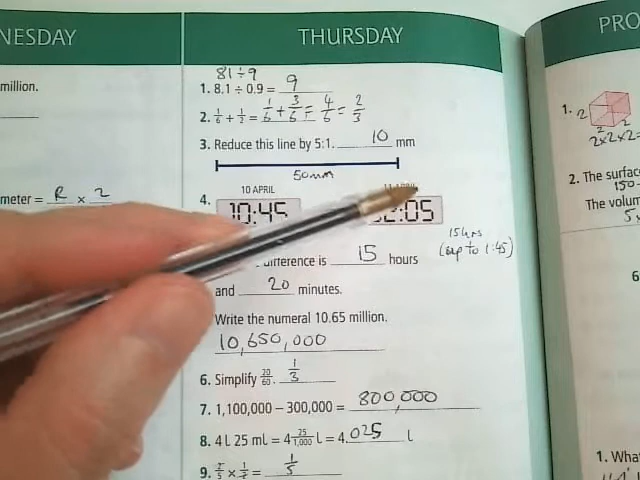 NESDAY
THURSDAY
PRO
million.
meter = R × 2
81÷9
1. 8.1 ÷ 0.9 = 9
2. 1/6 + 1/2 = 1/6 + 3/6 = 4/6 = 2/3
3. Reduce this line by 5:1. 10 mm
50mm
4.
10 APRIL
10:45
2:05
15hrs
(up to 1:45)
difference is 15 hours
and 20 minutes.
Write the numeral 10.65 million.
10,650,000
6. Simplify 20/60. 1/3
7. 1,100,000 – 300,000 = 800,000
8. 4 L 25 mL = 4 25/1,000 L = 4.025 L
= 1/5
1.
2
2
2
2x2x2=
2. The surfac
150
The volum
5
6
1. What